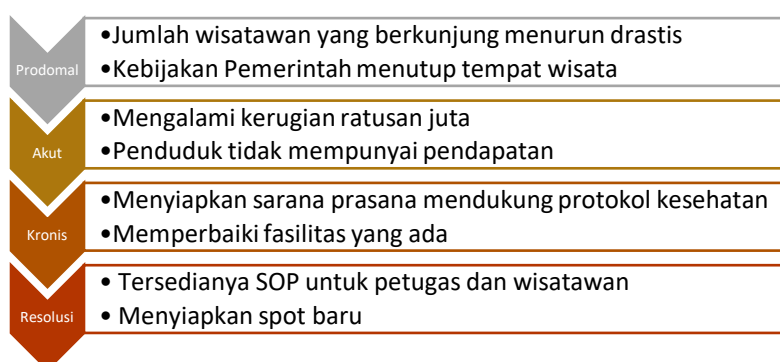 Prodomal
•Jumlah wisatawan yang berkunjung menurun drastis
•Kebijakan Pemerintah menutup tempat wisata
Akut
•Mengalami kerugian ratusan juta
•Penduduk tidak mempunyai pendapatan
Kronis
•Menyiapkan sarana prasana mendukung protokol kesehatan
•Memperbaiki fasilitas yang ada
Resolusi
• Tersedianya SOP untuk petugas dan wisatawan
• Menyiapkan spot baru